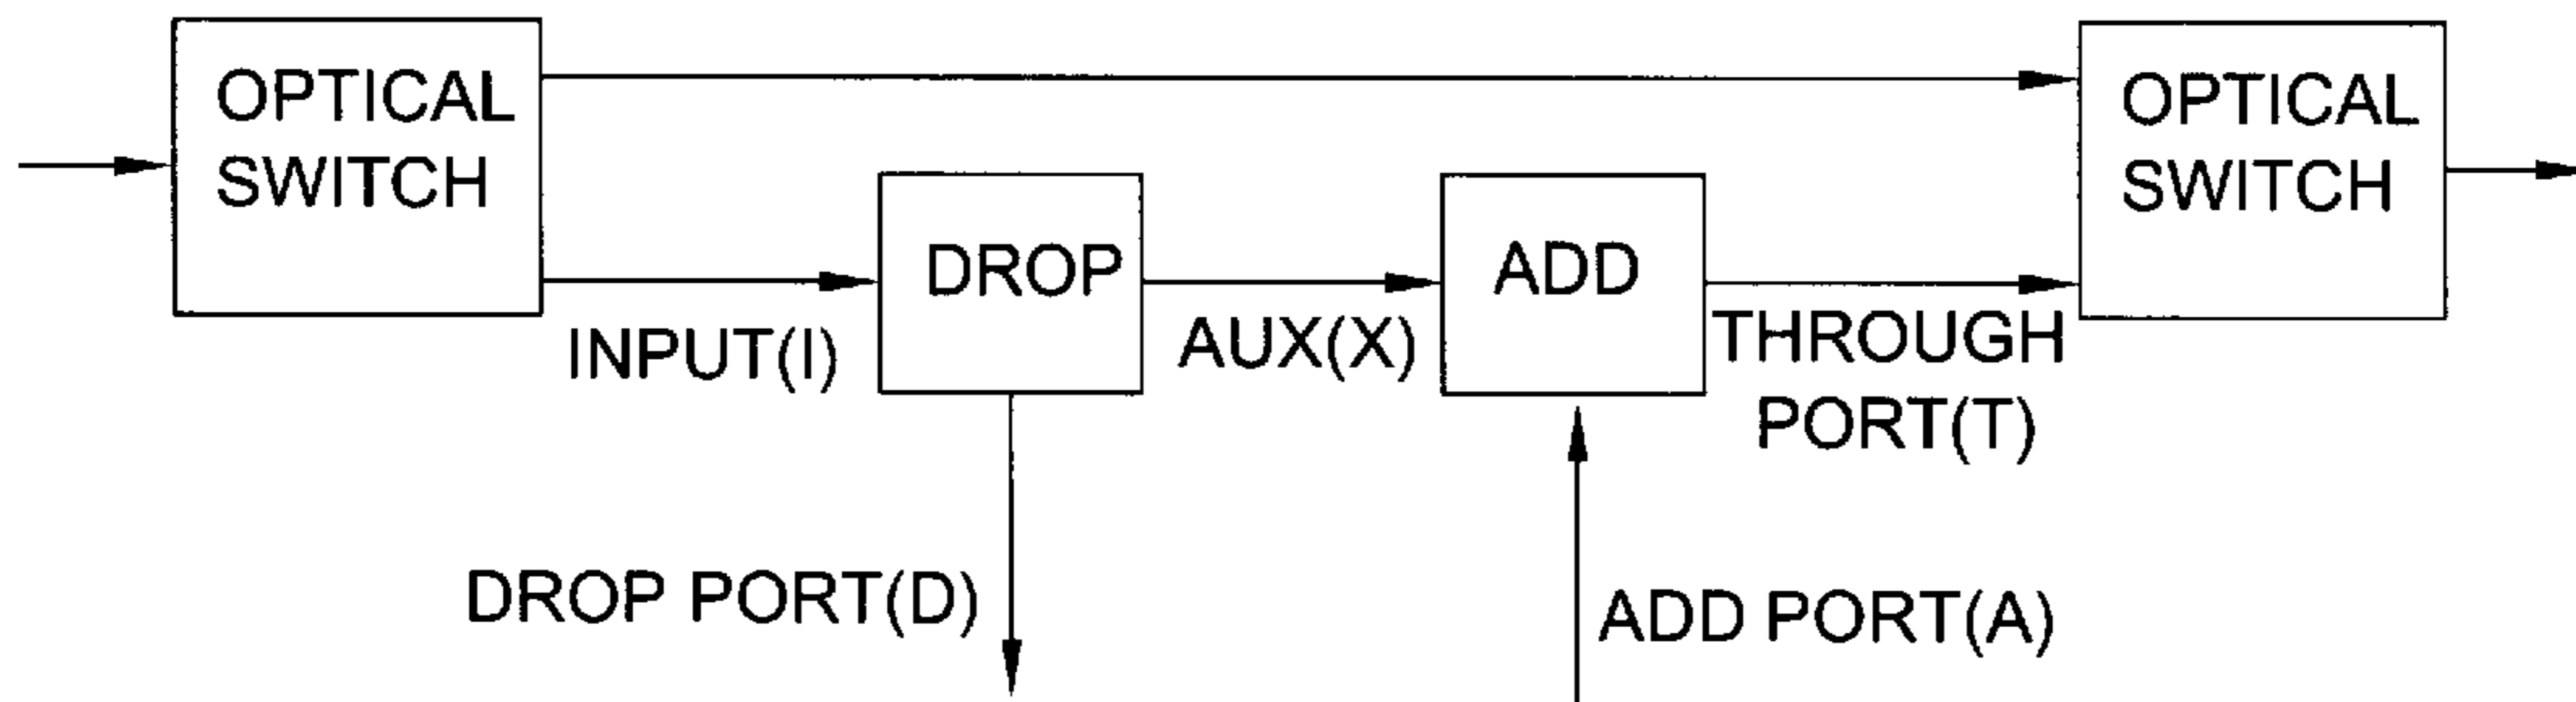 OPTICAL
SWITCH
OPTICAL
SWITCH
DROP
ADD
INPUT(I)
AUX(X)
THROUGH
PORT(T)
DROP PORT(D)
ADD PORT(A)